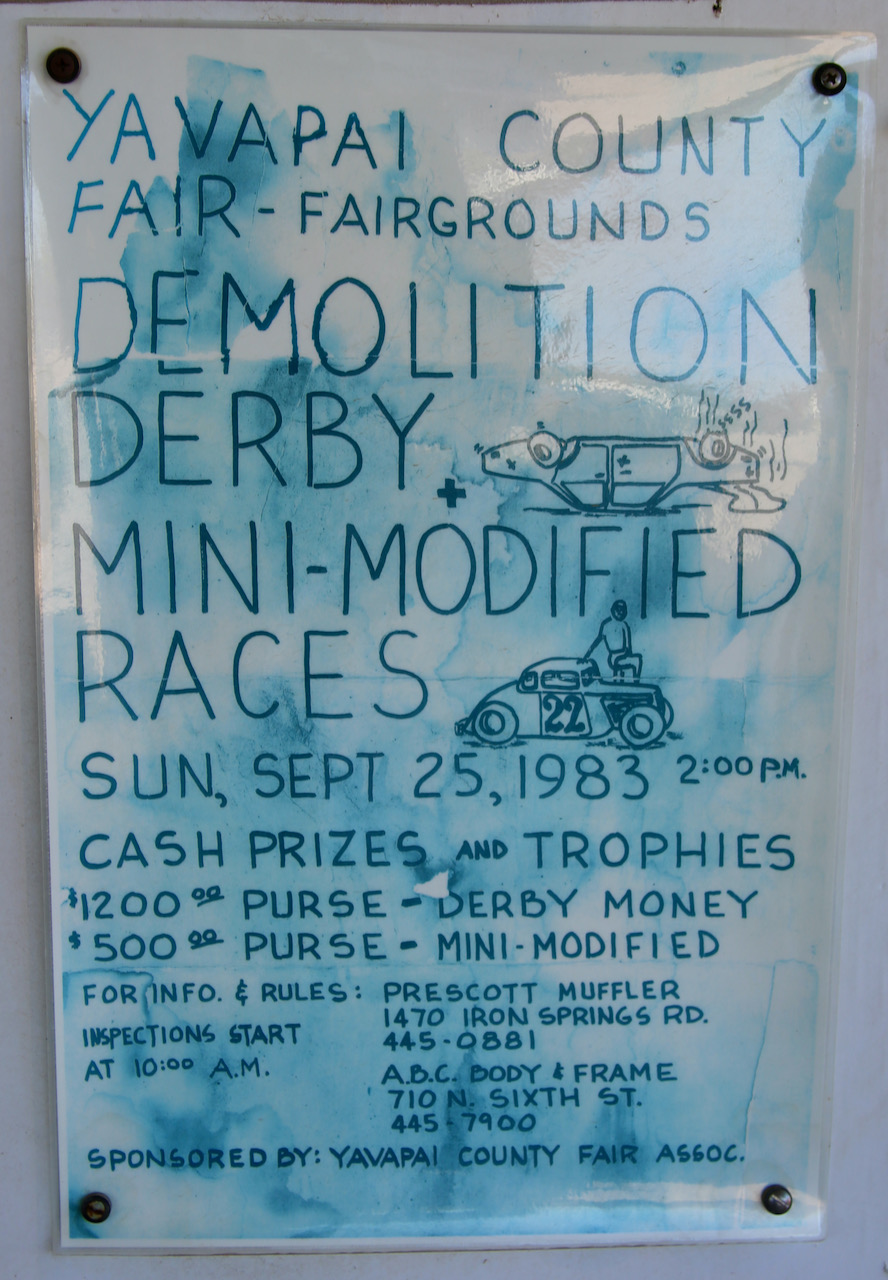 YAVAPAI COUNTY
FAIR - FAIRGROUNDS
DEMOLITION
DERBY
+
MINI-MODIFIED
RACES
22
SUN, SEPT 25, 1983 2:00 P.M.
CASH PRIZES AND TROPHIES
$1200.00 PURSE - DERBY MONEY
$500.00 PURSE - MINI-MODIFIED
FOR INFO. & RULES: PRESCOTT MUFFLER
1470 IRON SPRINGS RD.
INSPECTIONS START 445-0881
AT 10:00 A.M. A.B.C. BODY & FRAME
710 N. SIXTH ST.
445-7900
SPONSORED BY: YAVAPAI COUNTY FAIR ASSOC.